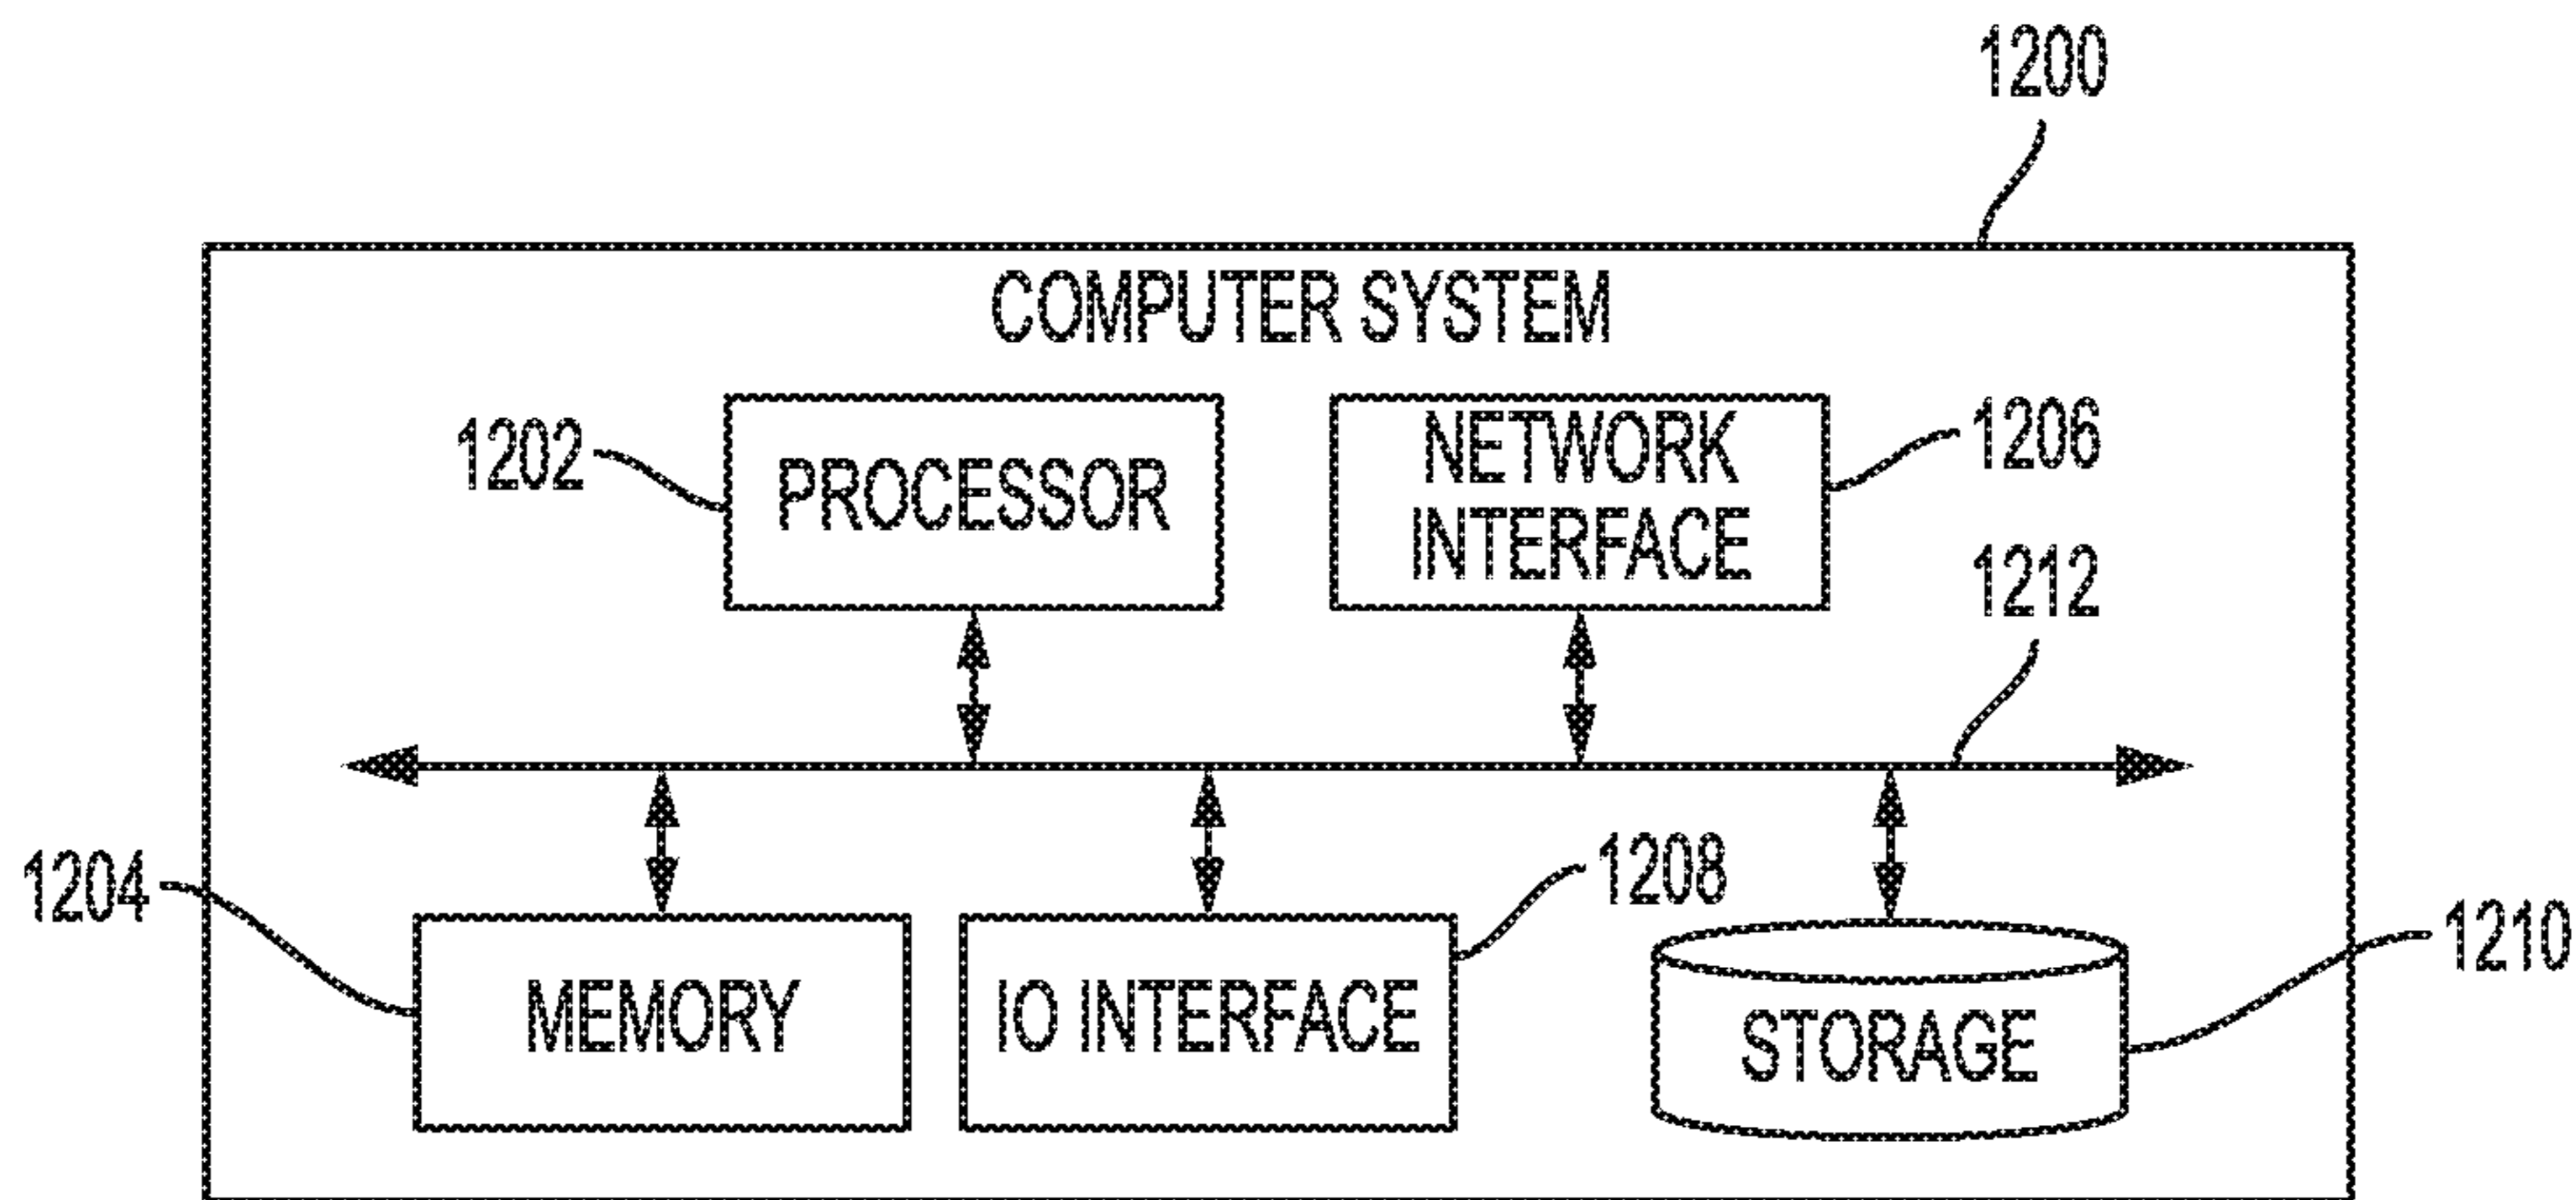 1200
COMPUTER SYSTEM
1202
PROCESSOR
NETWORK
INTERFACE
1206
1212
1204
MEMORY
IO INTERFACE
1208
STORAGE
1210